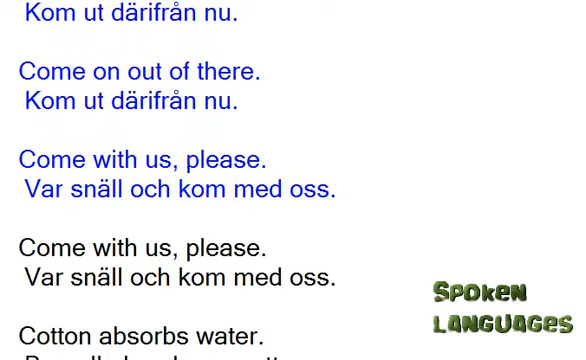 Kom ut därifrån nu.
Come on out of there.
Kom ut därifrån nu.
Come with us, please.
Var snäll och kom med oss.
Come with us, please.
Var snäll och kom med oss.
Cotton absorbs water.
Spoken
Languages